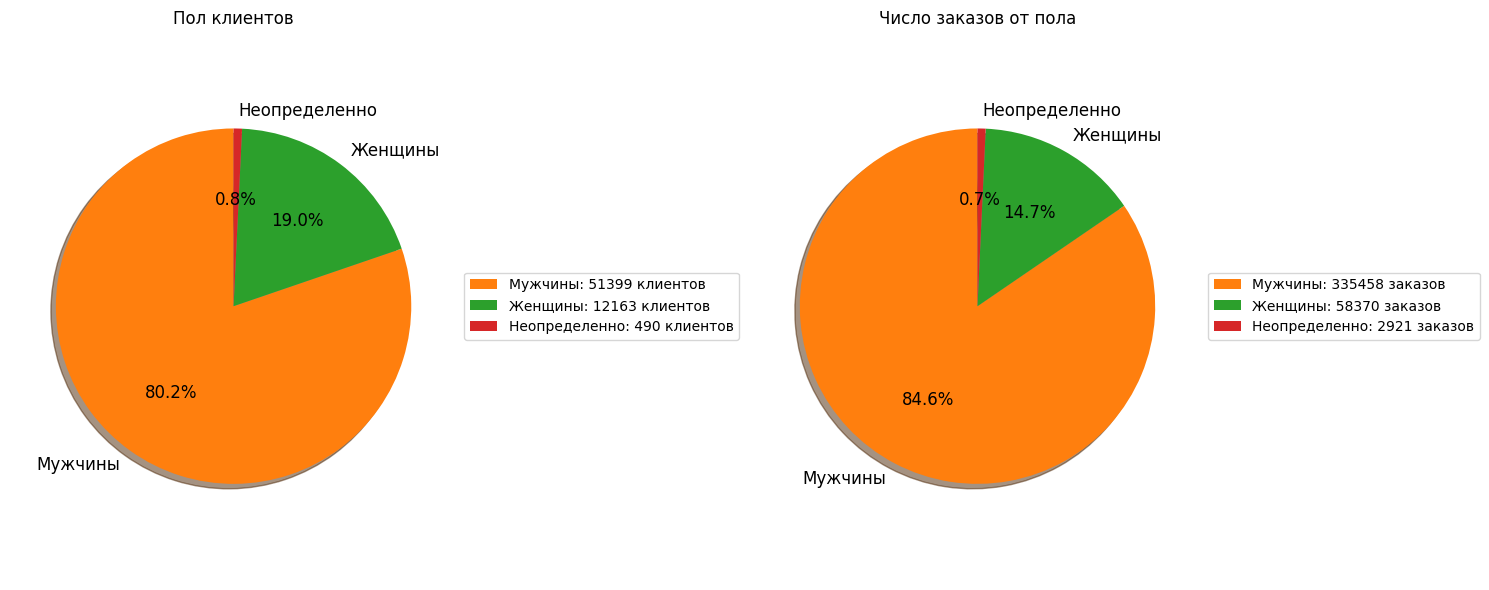 Пол клиентов
Неопределенно
Женщины
0.8%
19.0%
80.2%
Мужчины
Мужчины: 51399 клиентов
Женщины: 12163 клиентов
Неопределенно: 490 клиентов
Число заказов от пола
Неопределенно
Женщины
0.7%
14.7%
84.6%
Мужчины
Мужчины: 335458 заказов
Женщины: 58370 заказов
Неопределенно: 2921 заказов